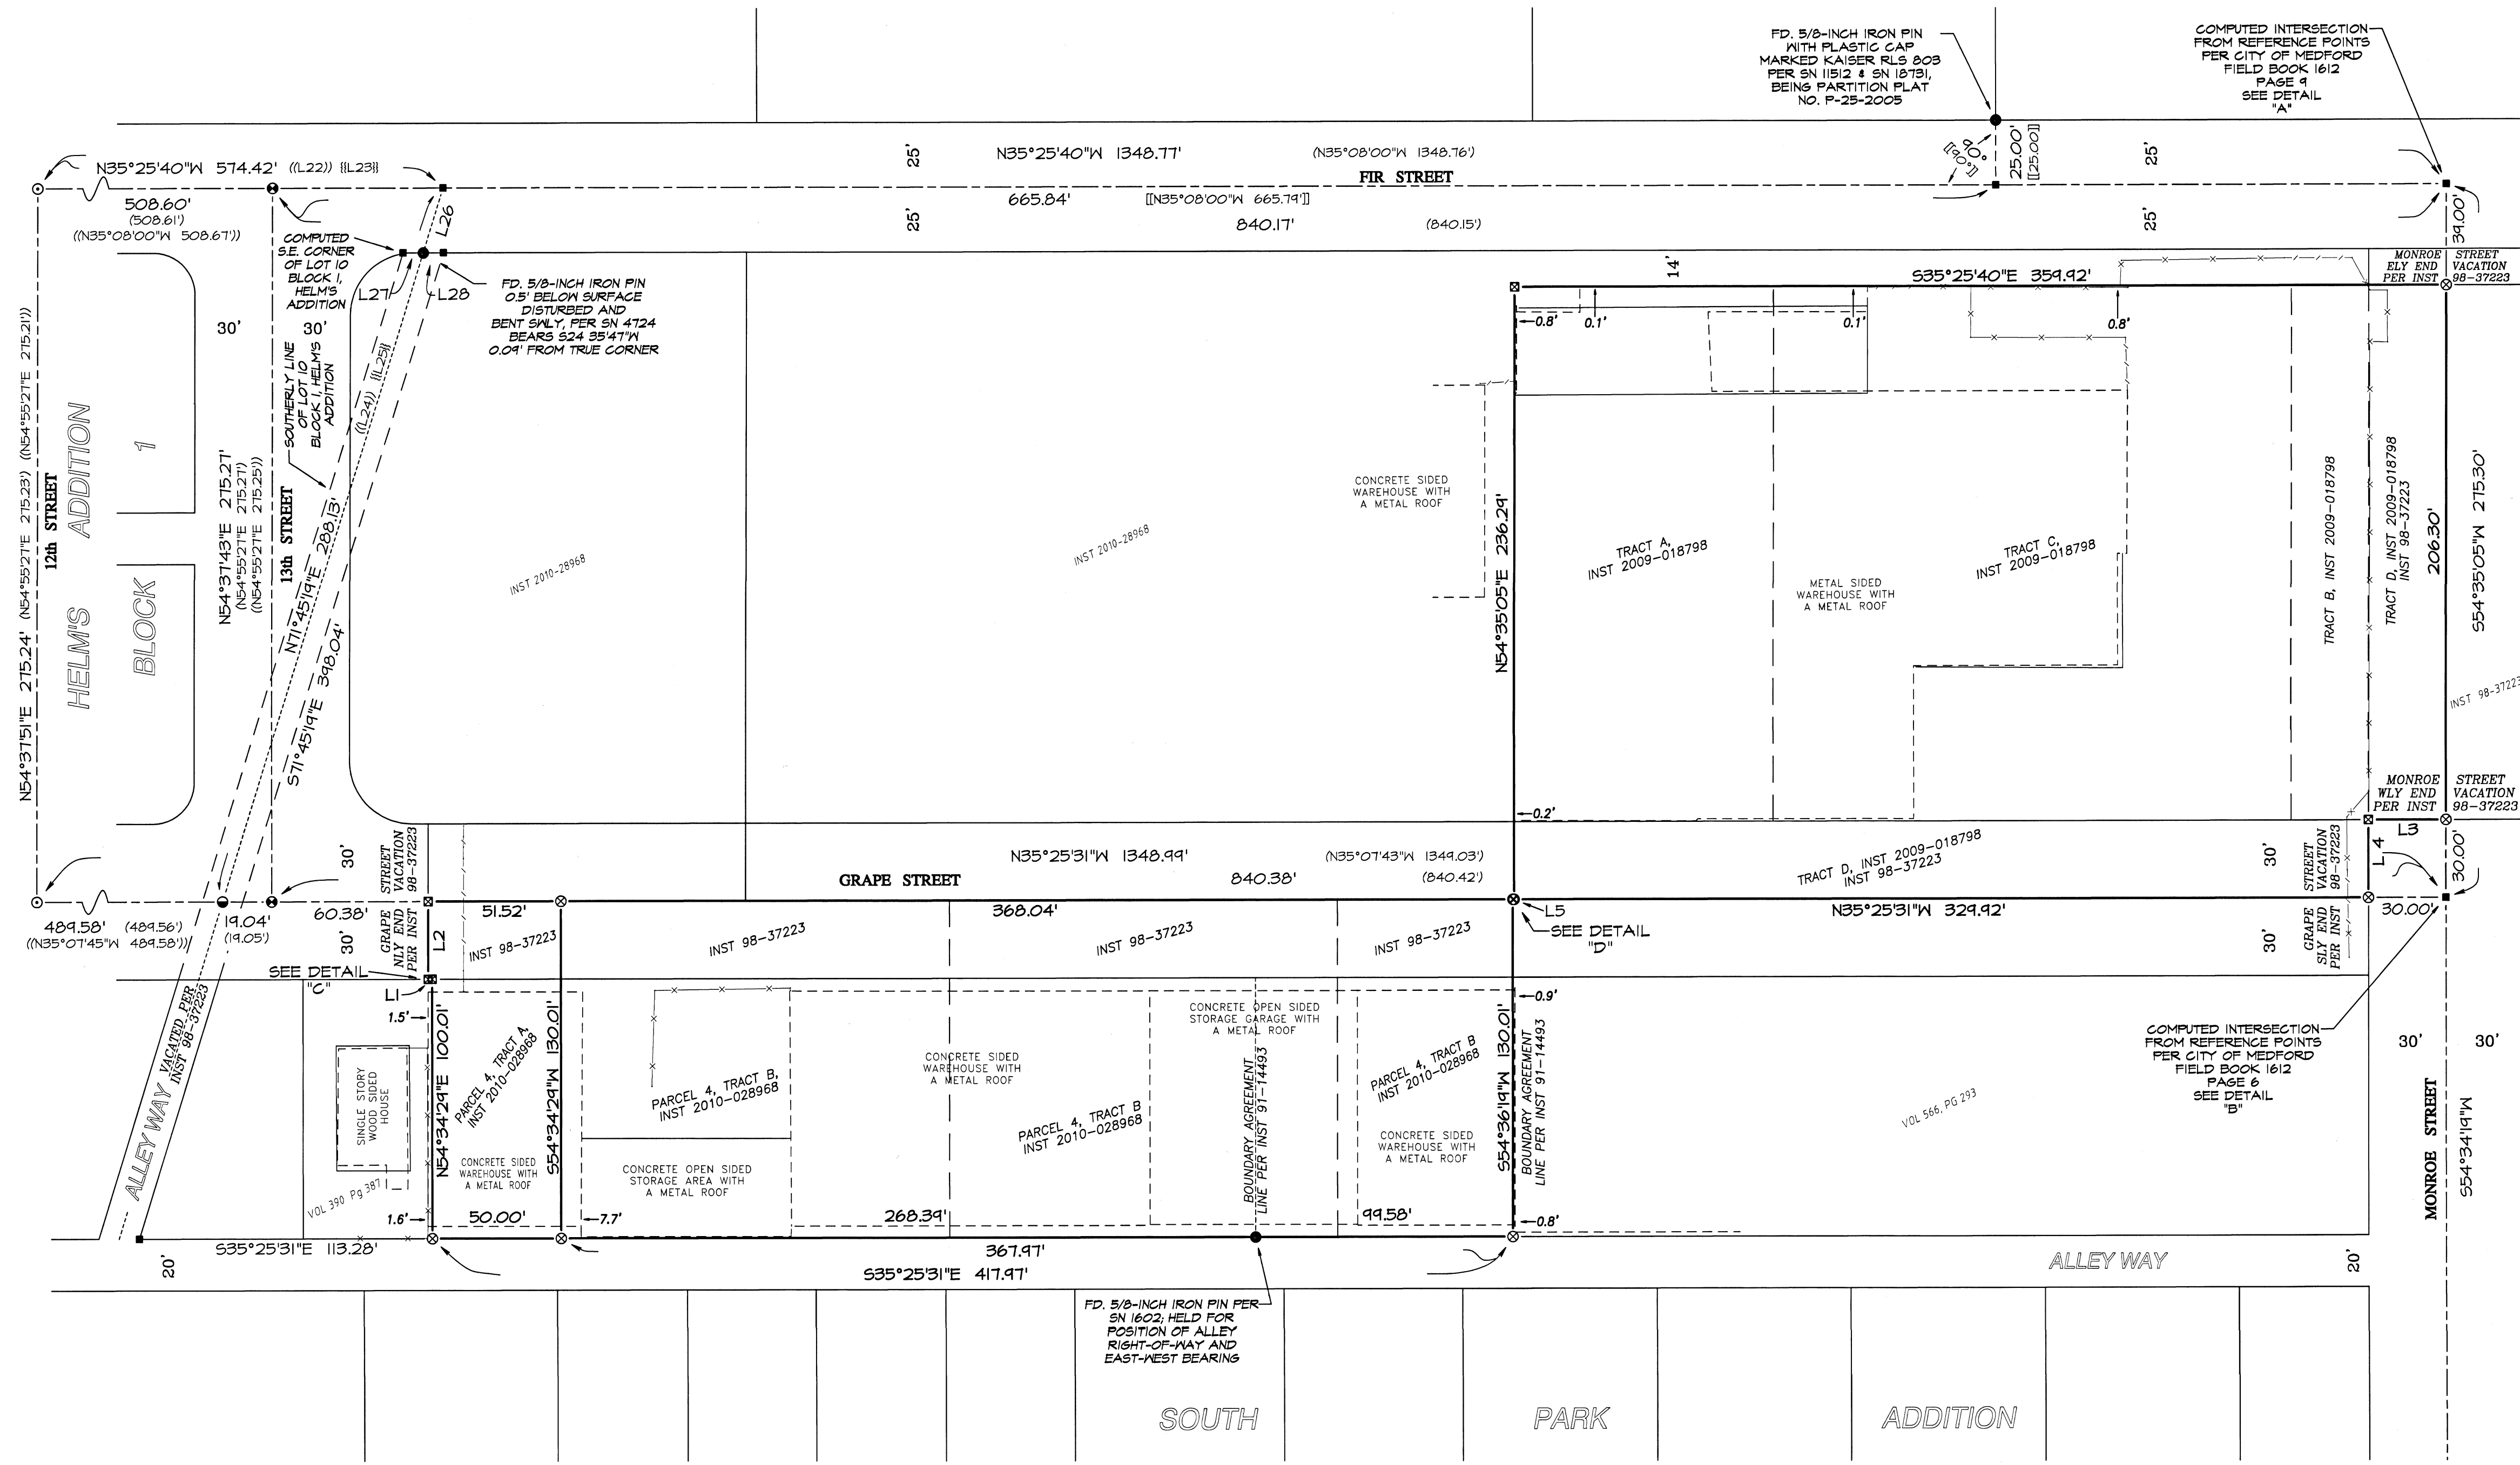 FD. 5/8-INCH IRON PIN
WITH PLASTIC CAP
MARKED KAISER RLS 803
PER SN 11512 & SN 18731,
BEING PARTITION PLAT
NO. P-25-2005
COMPUTED INTERSECTION
FROM REFERENCE POINTS
PER CITY OF MEDFORD
FIELD BOOK 1612
PAGE 9
SEE DETAIL
"A"
N35°25'40"W 574.42' ((L22)) {{L23}}
508.60'
(508.61')
((N35°08'00"W 508.67'))
25'
N35°25'40"W 1348.77' (N35°08'00"W 1348.76')
FIR STREET
665.84' [[N35°08'00"W 665.79']]
25'
840.17' (840.15')
90°
[[90°]]
25.00'
[[25.00]]
25'
25'
39.00'
L26
COMPUTED
S.E. CORNER
OF LOT 10
BLOCK 1,
HELM'S
ADDITION
L27
L28
FD. 5/8-INCH IRON PIN
0.5' BELOW SURFACE
DISTURBED AND
BENT SWLY, PER SN 4724
BEARS S24 35'47"W
0.09' FROM TRUE CORNER
30'
30'
14'
S35°25'40"E 359.92'
MONROE STREET
ELY END VACATION
PER INST 98-37223
0.8'
0.1'
0.1'
0.8'
SOUTHERLY LINE
OF LOT 10
BLOCK 1, HELM'S
ADDITION
((L24)) {{L25}}
N54°37'51"E 275.24' (N54°55'27"E 275.23') ((N54°55'27"E 275.21'))
12th STREET
HELM'S ADDITION
BLOCK 1
N54°37'43"E 275.27'
(N54°55'27"E 275.27')
((N54°55'27"E 275.25'))
13th STREET
N71°45'19"E 288.13'
S71°45'19"E 398.04'
INST 2010-28968
INST 2010-28968
CONCRETE SIDED
WAREHOUSE WITH
A METAL ROOF
N54°35'05"E 236.29'
TRACT A,
INST 2009-018798
METAL SIDED
WAREHOUSE WITH
A METAL ROOF
TRACT C,
INST 2009-018798
TRACT B, INST 2009-018798
TRACT D, INST 2009-018798
INST 98-37223
206.30'
S54°35'05"W 275.30'
INST 98-37223
0.2'
MONROE STREET
WLY END VACATION
PER INST 98-37223
L3
L4
30.00'
30'
STREET
VACATION
98-37223
N35°25'31"W 1348.99' (N35°07'43"W 1349.03')
GRAPE STREET
840.38' (840.42')
TRACT D, INST 2009-018798
INST 98-37223
30'
STREET
VACATION
98-37223
489.58' (489.56')
((N35°07'45"W 489.58'))
19.04'
(19.05')
60.38'
51.52'
368.04'
L5
SEE DETAIL
"D"
N35°25'31"W 329.92'
30.00'
30'
GRAPE
NLY END
PER INST
L2
INST 98-37223
INST 98-37223
INST 98-37223
INST 98-37223
30'
GRAPE
SLY END
PER INST
SEE DETAIL
"C"
L1
1.5'
ALLEY WAY
VACATED PER
INST 98-37223
SINGLE STORY
WOOD SIDED
HOUSE
VOL 390 Pg 387
N54°34'29"E 100.01'
PARCEL 4, TRACT A,
INST 2010-028968
CONCRETE SIDED
WAREHOUSE WITH
A METAL ROOF
S54°34'29"W 130.01'
PARCEL 4, TRACT B,
INST 2010-028968
CONCRETE OPEN SIDED
STORAGE AREA WITH
A METAL ROOF
CONCRETE SIDED
WAREHOUSE WITH
A METAL ROOF
PARCEL 4, TRACT B
INST 2010-028968
CONCRETE OPEN SIDED
STORAGE GARAGE WITH
A METAL ROOF
BOUNDARY AGREEMENT
LINE PER INST 91-14493
PARCEL 4, TRACT B
INST 2010-028968
CONCRETE SIDED
WAREHOUSE WITH
A METAL ROOF
0.9'
S54°36'19"W 130.01'
BOUNDARY AGREEMENT
LINE PER INST 91-14493
0.8'
VOL 566, PG 293
COMPUTED INTERSECTION
FROM REFERENCE POINTS
PER CITY OF MEDFORD
FIELD BOOK 1612
PAGE 6
SEE DETAIL
"B"
30'
30'
MONROE STREET
S54°34'19"W
1.6'
50.00'
7.7'
268.39'
99.58'
S35°25'31"E 113.28'
20'
367.97'
S35°25'31"E 417.97'
ALLEY WAY
20'
FD. 5/8-INCH IRON PIN PER
SN 1602; HELD FOR
POSITION OF ALLEY
RIGHT-OF-WAY AND
EAST-WEST BEARING
SOUTH PARK ADDITION